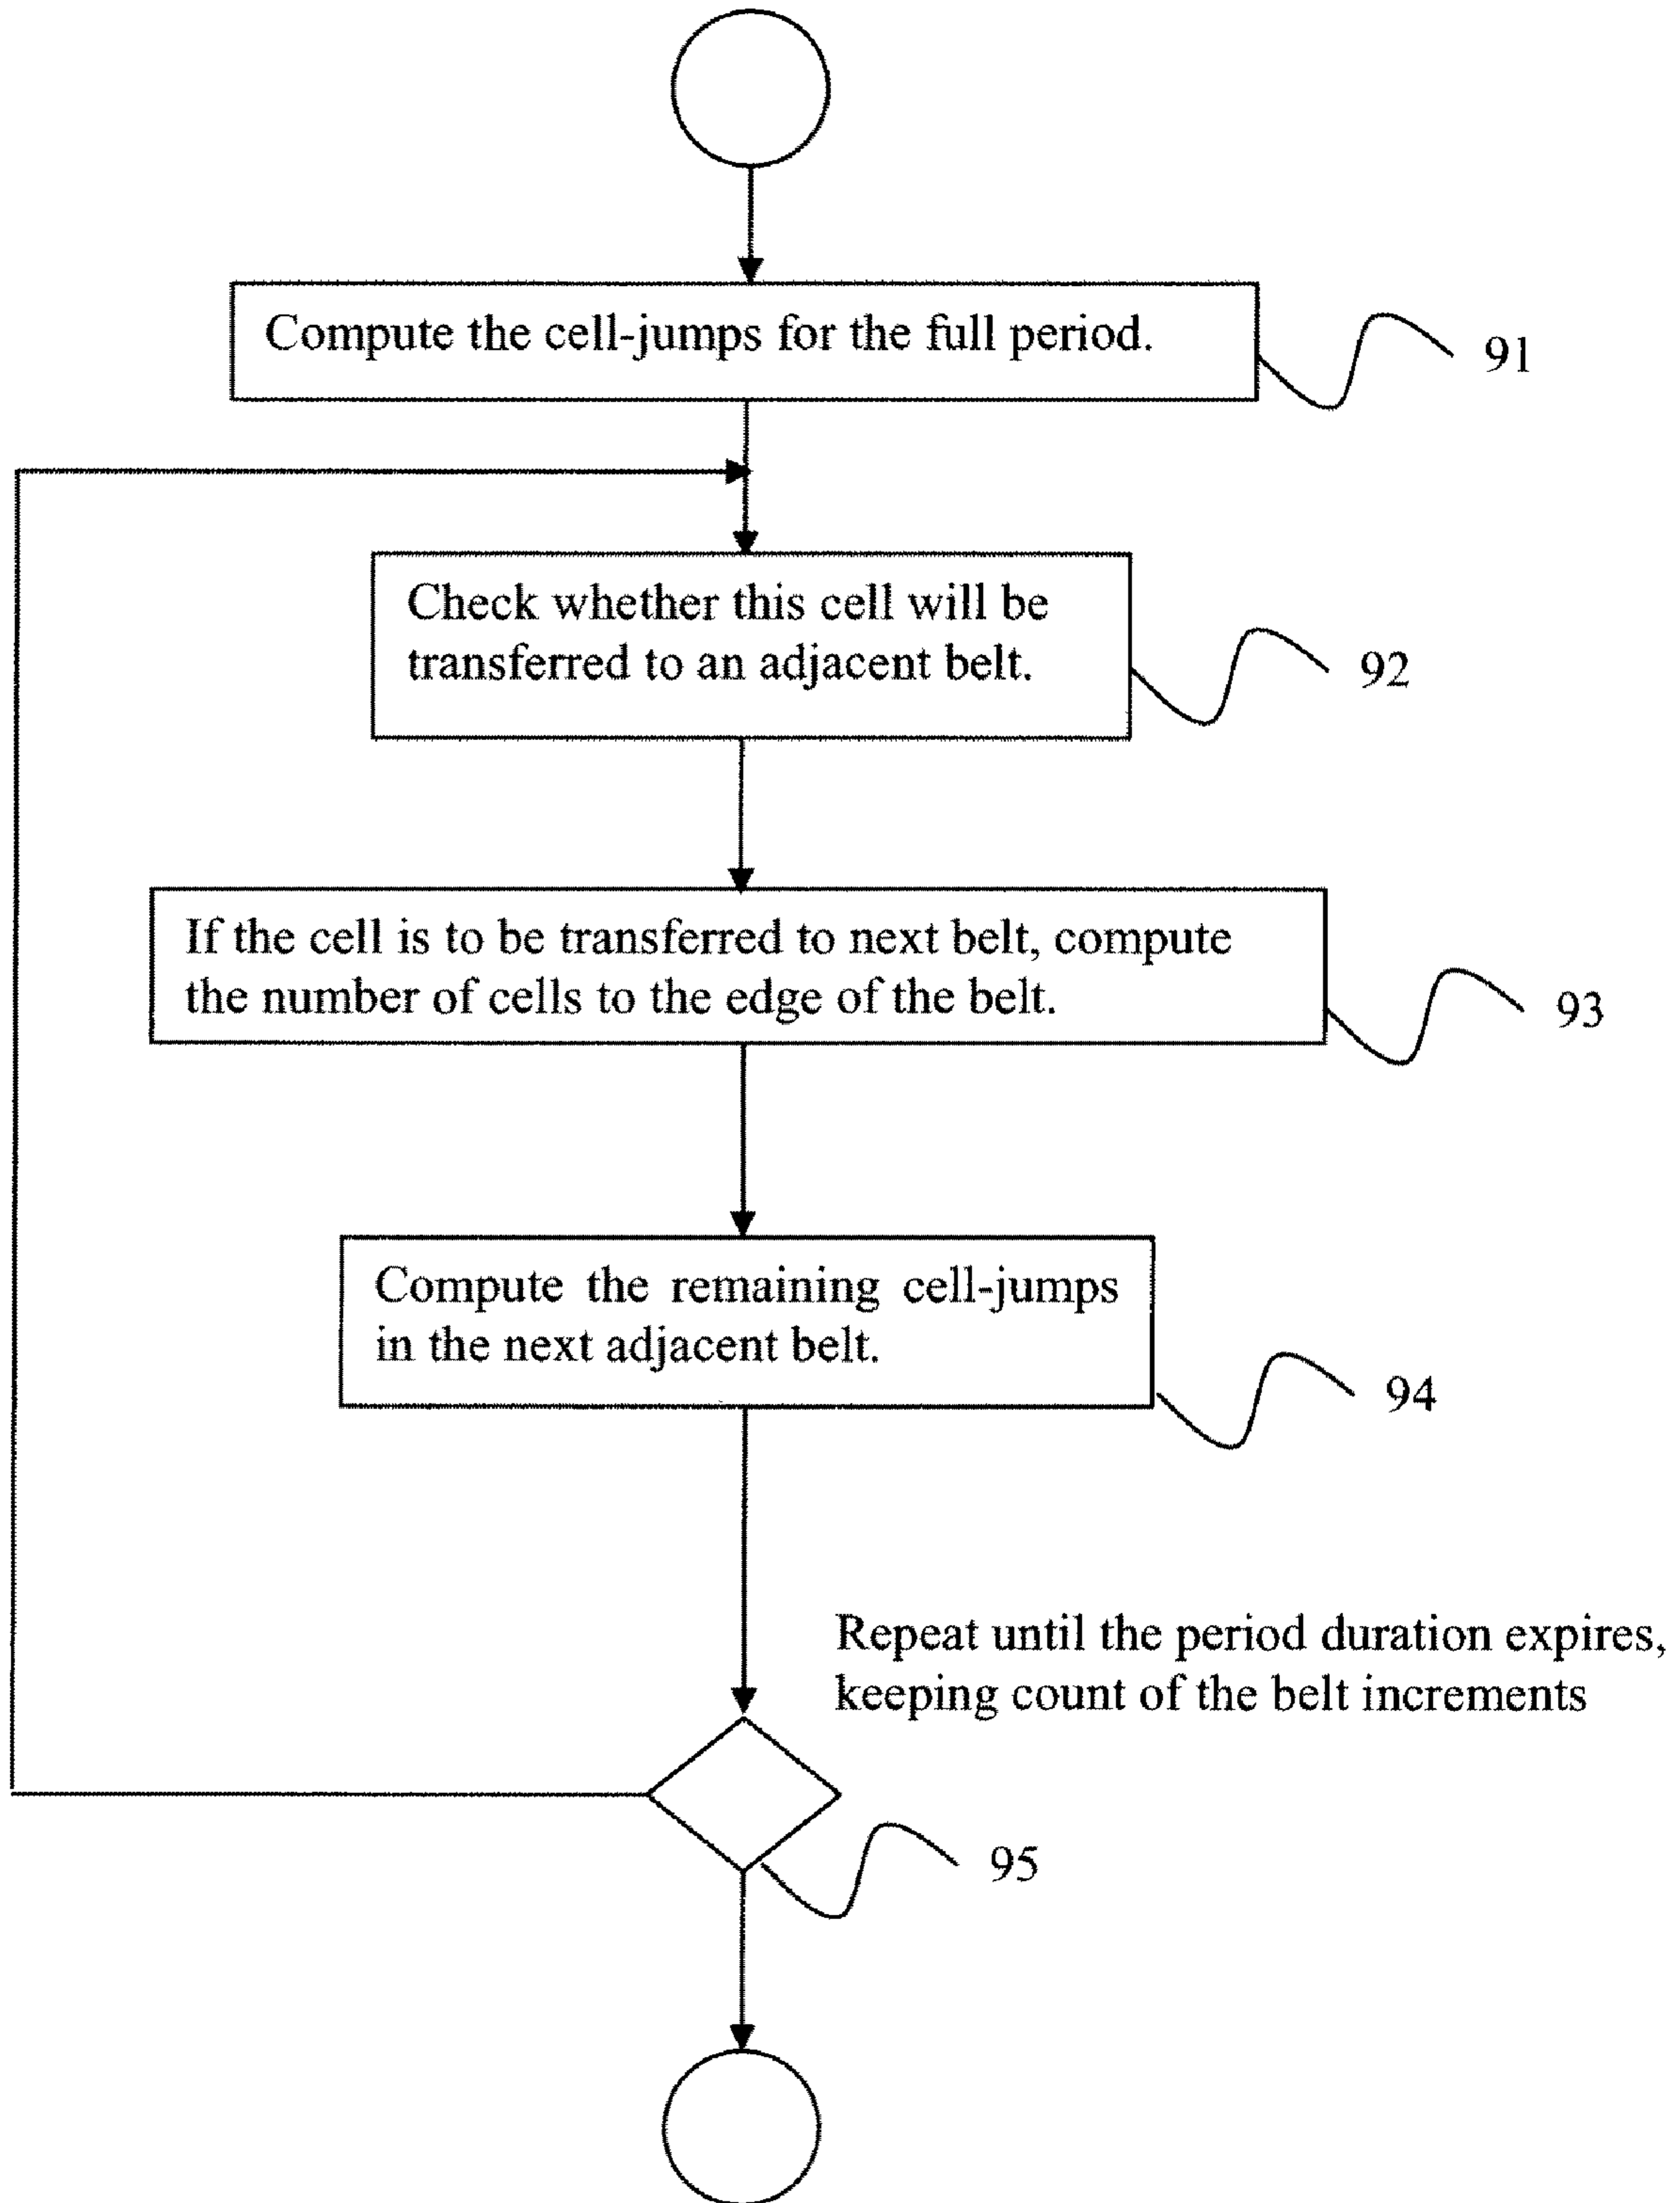 Compute the cell-jumps for the full period.
91
Check whether this cell will be
transferred to an adjacent belt.
92
If the cell is to be transferred to next belt, compute
the number of cells to the edge of the belt.
93
Compute the remaining cell-jumps
in the next adjacent belt.
94
Repeat until the period duration expires,
keeping count of the belt increments
95